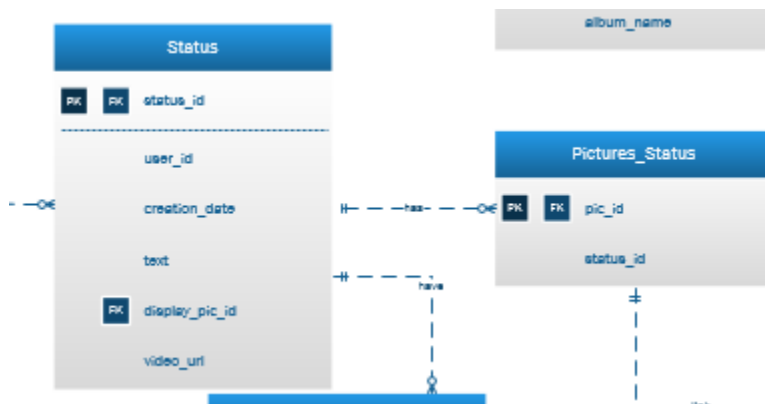 album_name
Status
PK FK status_id
user_id
creation_date
text
FK display_pic_id
video_url
has
have
Pictures_Status
PK FK pic_id
status_id